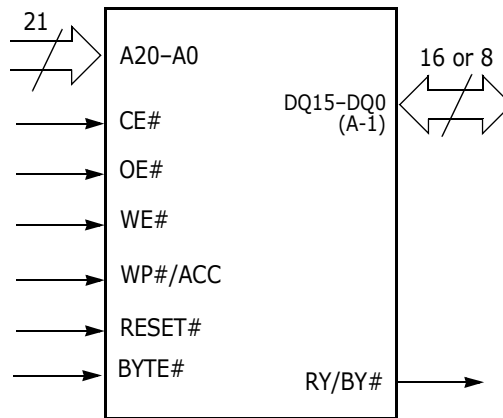 21
A20–A0
16 or 8
DQ15–DQ0
(A-1)
CE#
OE#
WE#
WP#/ACC
RESET#
BYTE#
RY/BY#